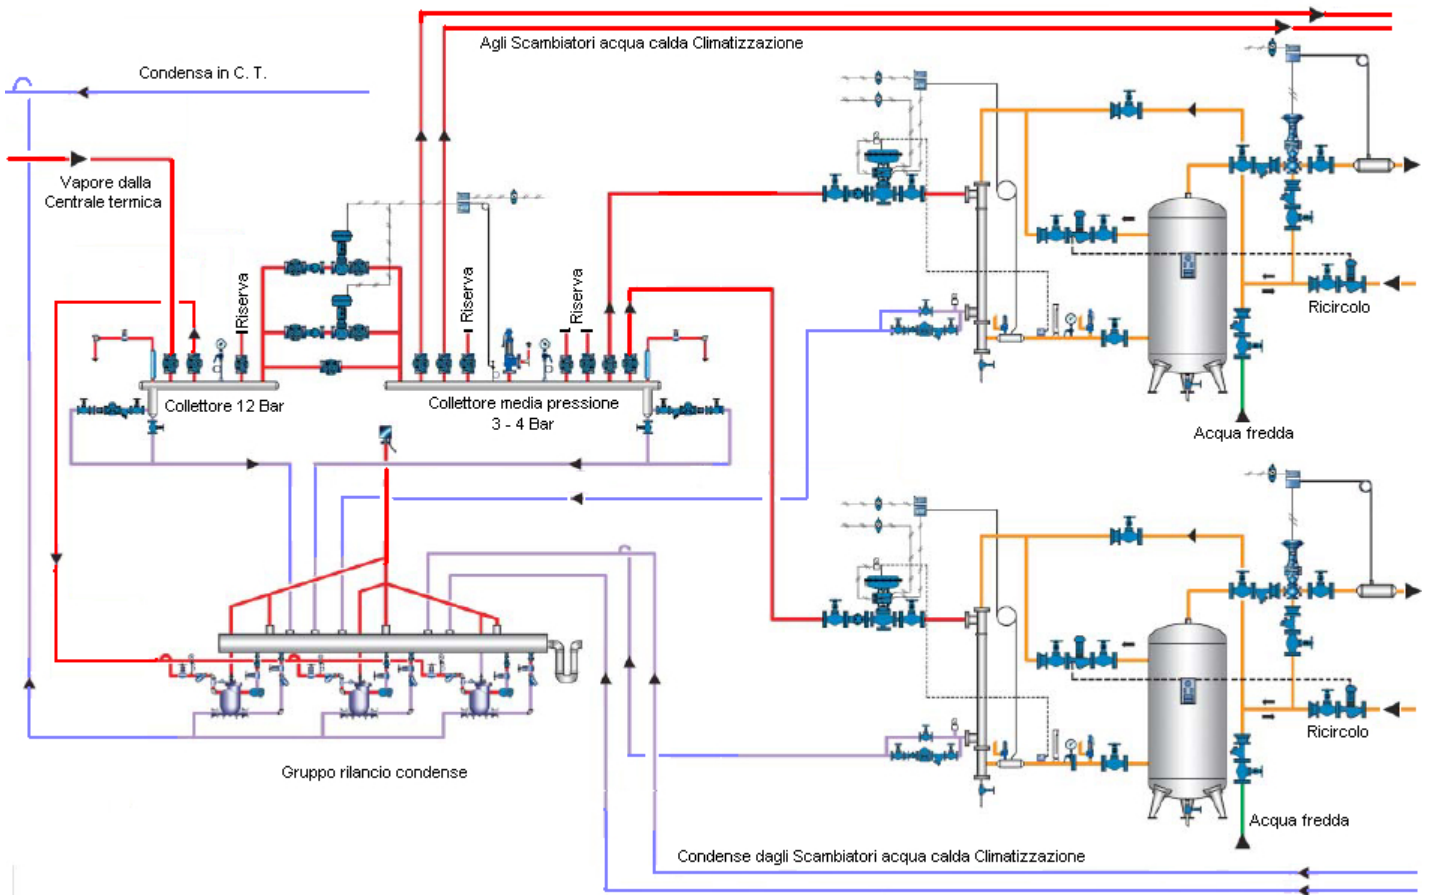 Agli Scambiatori acqua calda Climatizzazione
Condensa in C. T.
Vapore dalla
Centrale termica
Riserva
Riserva
Riserva
Ricircolo
Collettore 12 Bar
Collettore media pressione
3 - 4 Bar
Acqua fredda
Ricircolo
Gruppo rilancio condense
Acqua fredda
Condense dagli Scambiatori acqua calda Climatizzazione